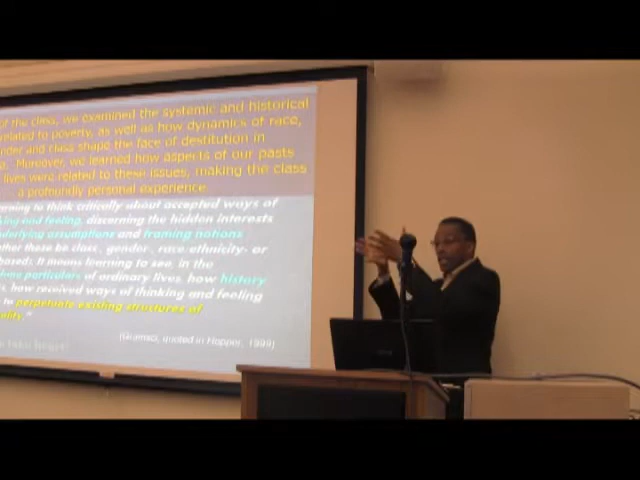 of the class, we examined the systemic and historical
related to poverty, as well as how dynamics of race,
nder and class shape the face of destitution in
Moreover, we learned how aspects of our pasts
lives were related to these issues, making the class
a profoundly personal experience
rning to think critically about accepted ways of
king and feeling, discerning the hidden interests
nderlying assumptions and framing notions
ther these be class-, gender-, race-ethnicity- or
based; It means learning to see, in the
particulars of ordinary lives, how history
s, how received ways of thinking and feeling
to perpetuate existing structures of
ality."
(Gramsci, quoted in Hopper, 1999)